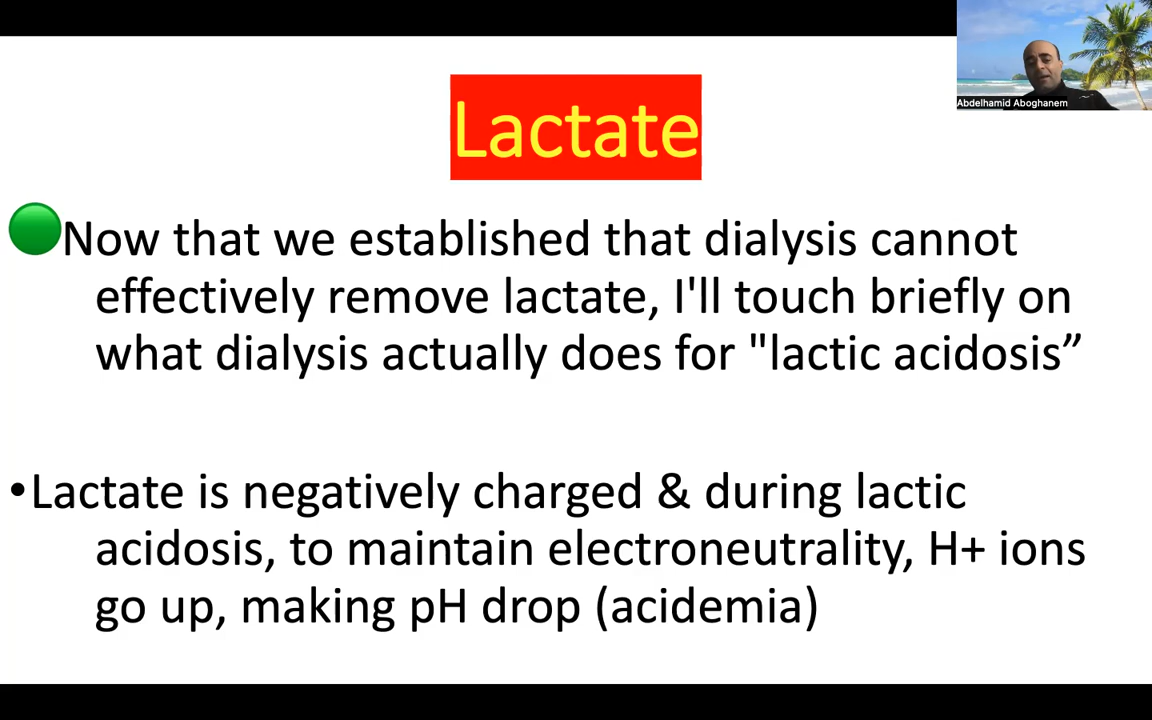 Abdelhamid Aboghanem
Lactate
Now that we established that dialysis cannot
effectively remove lactate, I'll touch briefly on
what dialysis actually does for "lactic acidosis”
•Lactate is negatively charged & during lactic
acidosis, to maintain electroneutrality, H+ ions
go up, making pH drop (acidemia)